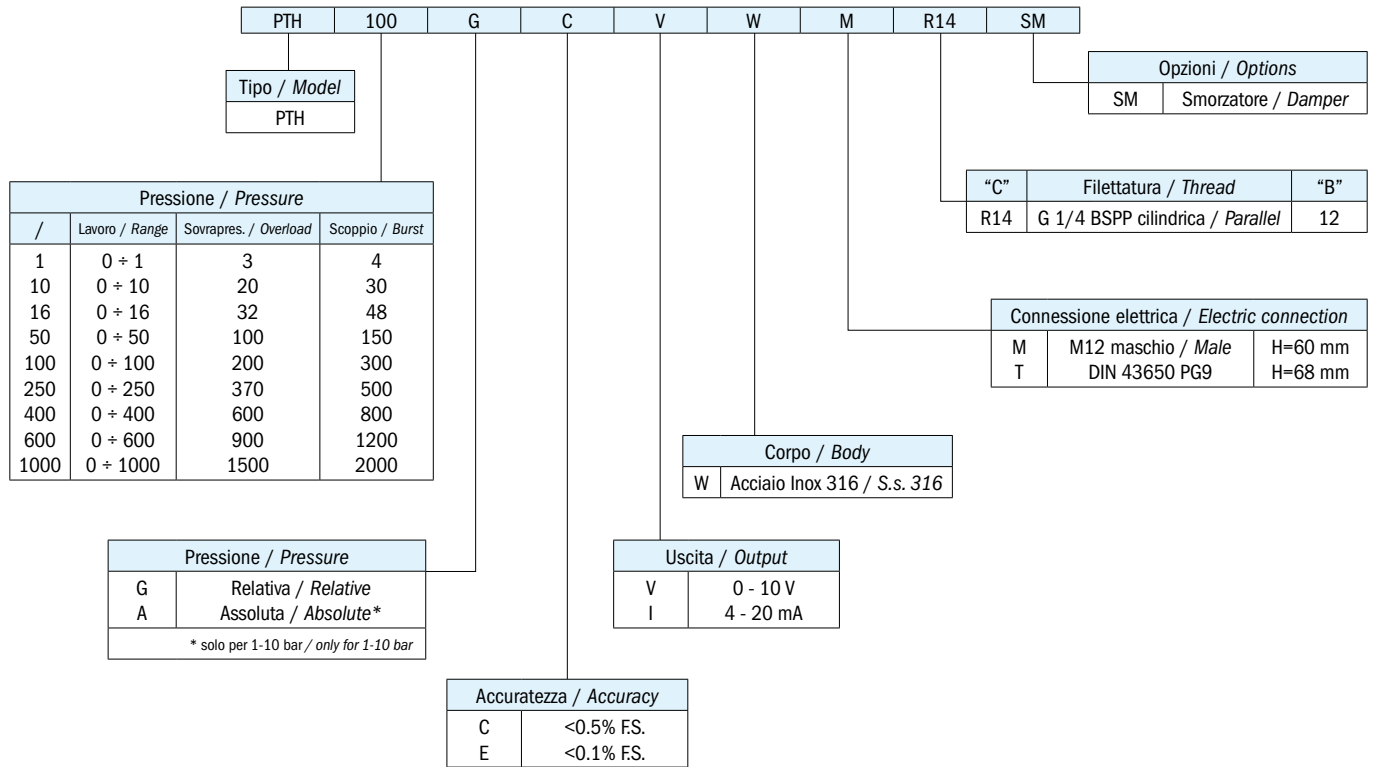 PTH 100 G C V W M R14 SM
Tipo / Model
PTH
Opzioni / Options
SM Smorzatore / Damper
"C" Filettatura / Thread "B"
R14 G 1/4 BSPP cilindrica / Parallel 12
Pressione / Pressure
/ Lavoro / Range Sovrapres. / Overload Scoppio / Burst
1 0 ÷ 1 3 4
10 0 ÷ 10 20 30
16 0 ÷ 16 32 48
50 0 ÷ 50 100 150
100 0 ÷ 100 200 300
250 0 ÷ 250 370 500
400 0 ÷ 400 600 800
600 0 ÷ 600 900 1200
1000 0 ÷ 1000 1500 2000
Connessione elettrica / Electric connection
M M12 maschio / Male H=60 mm
T DIN 43650 PG9 H=68 mm
Corpo / Body
W Acciaio Inox 316 / S.s. 316
Pressione / Pressure
G Relativa / Relative
A Assoluta / Absolute*
* solo per 1-10 bar / only for 1-10 bar
Uscita / Output
V 0 - 10 V
I 4 - 20 mA
Accuratezza / Accuracy
C <0.5% F.S.
E <0.1% F.S.